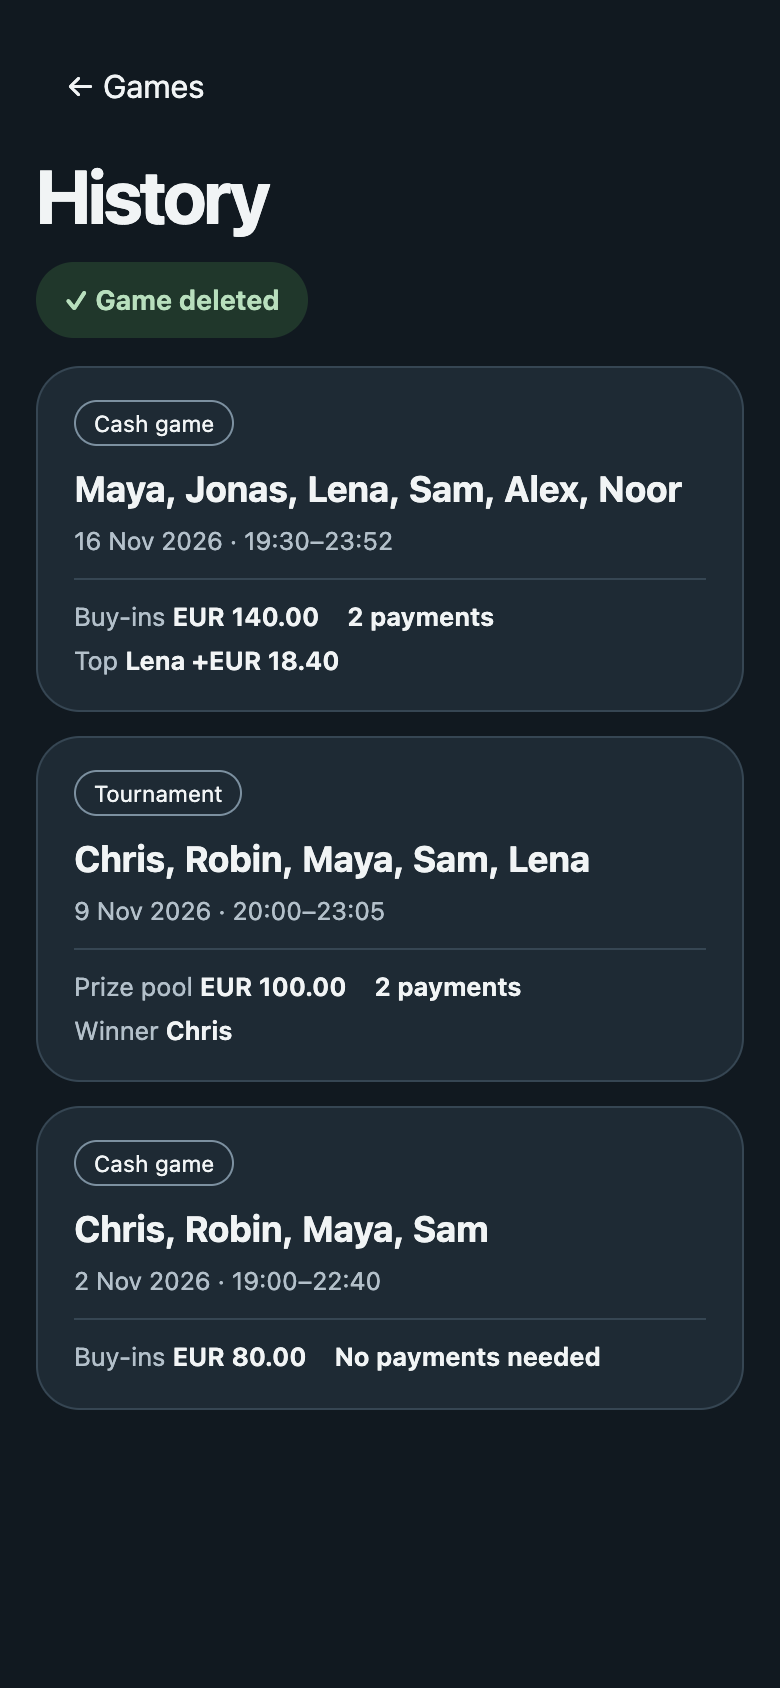 ← Games
History
✓ Game deleted
Cash game
Maya, Jonas, Lena, Sam, Alex, Noor
16 Nov 2026 · 19:30–23:52
Buy-ins EUR 140.00 2 payments
Top Lena +EUR 18.40
Tournament
Chris, Robin, Maya, Sam, Lena
9 Nov 2026 · 20:00–23:05
Prize pool EUR 100.00 2 payments
Winner Chris
Cash game
Chris, Robin, Maya, Sam
2 Nov 2026 · 19:00–22:40
Buy-ins EUR 80.00 No payments needed